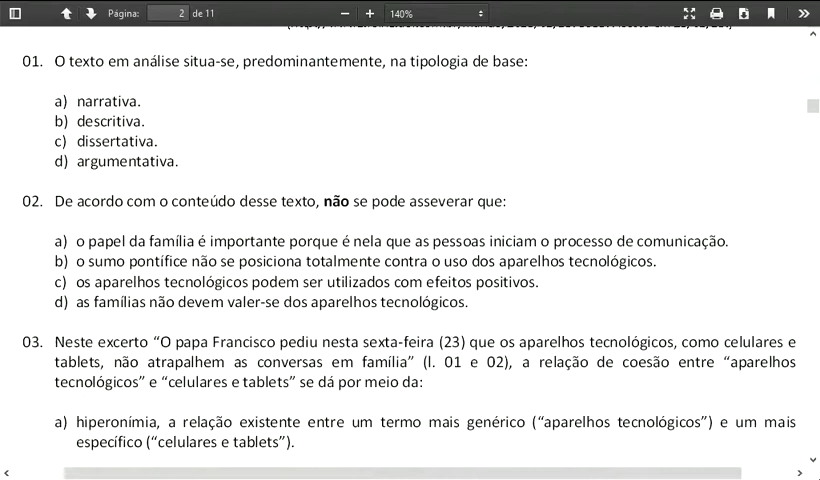 Página: 2 de 11 140%
01. O texto em análise situa-se, predominantemente, na tipologia de base:
a) narrativa.
b) descritiva.
c) dissertativa.
d) argumentativa.
02. De acordo com o conteúdo desse texto, não se pode asseverar que:
a) o papel da família é importante porque é nela que as pessoas iniciam o processo de comunicação.
b) o sumo pontífice não se posiciona totalmente contra o uso dos aparelhos tecnológicos.
c) os aparelhos tecnológicos podem ser utilizados com efeitos positivos.
d) as famílias não devem valer-se dos aparelhos tecnológicos.
03. Neste excerto “O papa Francisco pediu nesta sexta-feira (23) que os aparelhos tecnológicos, como celulares e
tablets, não atrapalhem as conversas em família” (l. 01 e 02), a relação de coesão entre “aparelhos
tecnológicos” e “celulares e tablets” se dá por meio da:
a) hiperonímia, a relação existente entre um termo mais genérico (“aparelhos tecnológicos”) e um mais
específico (“celulares e tablets”).